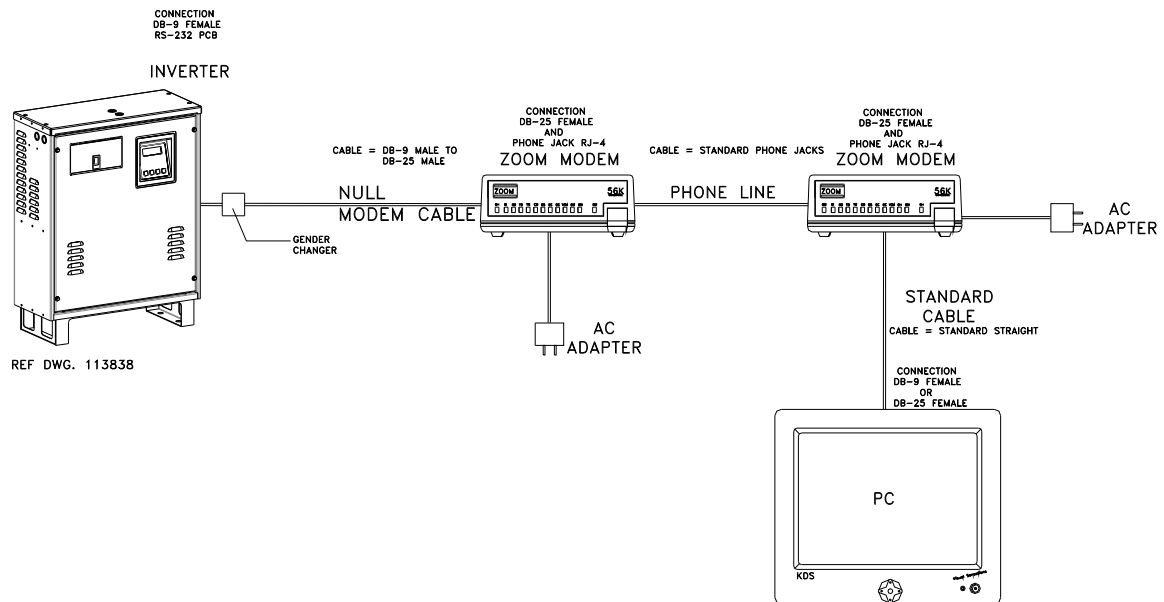 CONNECTION
DB-9 FEMALE
RS-232 PCB
INVERTER
REF DWG. 113838
GENDER
CHANGER
CABLE = DB-9 MALE TO
DB-25 MALE
NULL
MODEM CABLE
CONNECTION
DB-25 FEMALE
AND
PHONE JACK RJ-4
ZOOM MODEM
ZOOM
56K
AC
ADAPTER
CABLE = STANDARD PHONE JACKS
PHONE LINE
CONNECTION
DB-25 FEMALE
AND
PHONE JACK RJ-4
ZOOM MODEM
ZOOM
56K
AC
ADAPTER
STANDARD
CABLE
CABLE = STANDARD STRAIGHT
CONNECTION
DB-9 FEMALE
OR
DB-25 FEMALE
PC
KDS